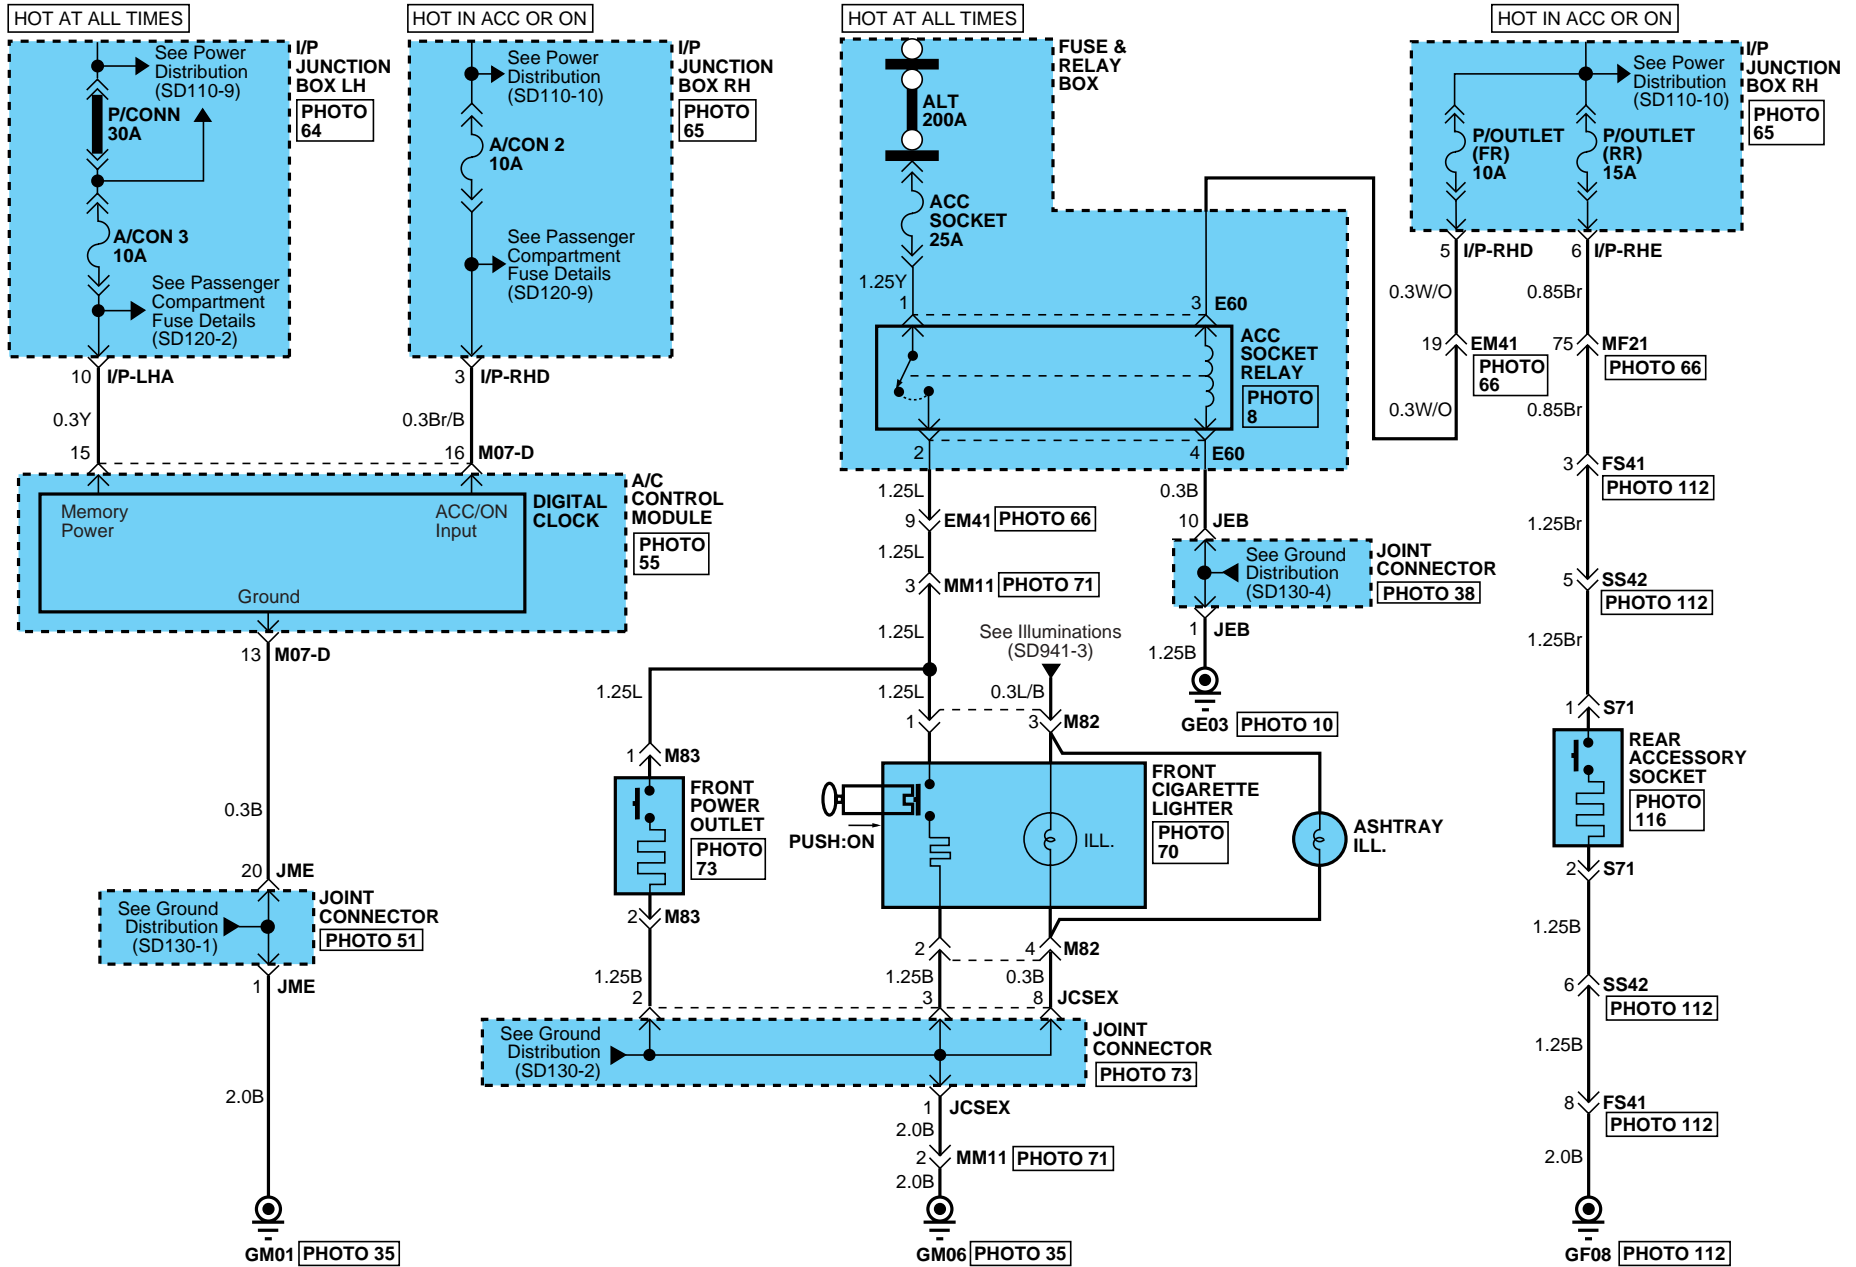 HOT AT ALL TIMES
HOT IN ACC OR ON
HOT AT ALL TIMES
HOT IN ACC OR ON
See Power
Distribution
(SD110-9)
P/CONN
30A
I/P
JUNCTION
BOX LH
PHOTO
64
A/CON 3
10A
See Passenger
Compartment
Fuse Details
(SD120-2)
10
I/P-LHA
0.3Y
15
See Power
Distribution
(SD110-10)
I/P
JUNCTION
BOX RH
PHOTO
65
A/CON 2
10A
See Passenger
Compartment
Fuse Details
(SD120-9)
3
I/P-RHD
0.3Br/B
16
M07-D
Memory
Power
ACC/ON
Input
DIGITAL
CLOCK
A/C
CONTROL
MODULE
PHOTO
55
Ground
13
M07-D
0.3B
20
JME
See Ground
Distribution
(SD130-1)
JOINT
CONNECTOR
PHOTO 51
1
JME
2.0B
GM01
PHOTO 35
FUSE &
RELAY
BOX
ALT
200A
ACC
SOCKET
25A
1.25Y
1
3
E60
ACC
SOCKET
RELAY
PHOTO
8
2
4
E60
1.25L
9
EM41
PHOTO 66
1.25L
3
MM11
PHOTO 71
1.25L
0.3B
10
JEB
See Ground
Distribution
(SD130-4)
JOINT
CONNECTOR
PHOTO 38
1
JEB
1.25B
GE03
PHOTO 10
See Illuminations
(SD941-3)
1.25L
1.25L
0.3L/B
1
3
M82
1
M83
FRONT
POWER
OUTLET
PHOTO
73
2
M83
1.25B
PUSH:ON
ILL.
FRONT
CIGARETTE
LIGHTER
PHOTO
70
ASHTRAY
ILL.
2
4
M82
1.25B
0.3B
2
3
8
JCSEX
See Ground
Distribution
(SD130-2)
JOINT
CONNECTOR
PHOTO 73
1
JCSEX
2.0B
2
MM11
PHOTO 71
2.0B
GM06
PHOTO 35
See Power
Distribution
(SD110-10)
I/P
JUNCTION
BOX RH
PHOTO
65
P/OUTLET
(FR)
10A
P/OUTLET
(RR)
15A
5
I/P-RHD
6
I/P-RHE
0.3W/O
0.85Br
19
EM41
PHOTO
66
75
MF21
PHOTO 66
0.3W/O
0.85Br
3
FS41
PHOTO 112
1.25Br
5
SS42
PHOTO 112
1.25Br
1
S71
REAR
ACCESSORY
SOCKET
PHOTO
116
2
S71
1.25B
6
SS42
PHOTO 112
1.25B
8
FS41
PHOTO 112
2.0B
GF08
PHOTO 112